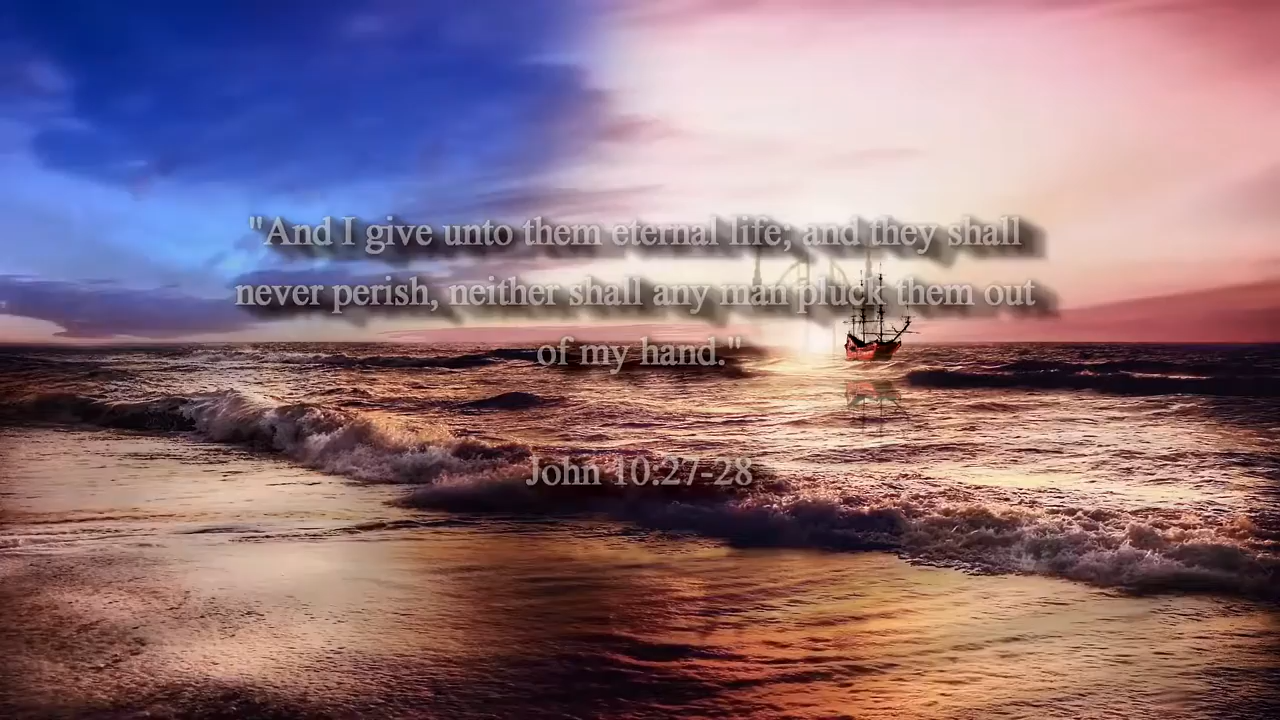 "And I give unto them eternal life; and they shall
never perish, neither shall any man pluck them out
of my hand."
John 10:27-28